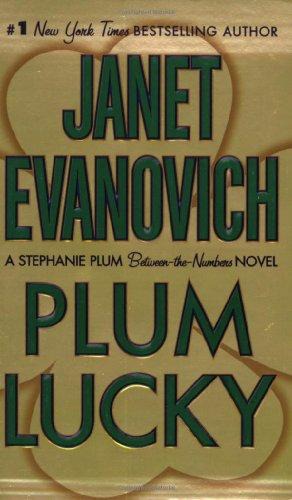 #1 New York Times BESTSELLING AUTHOR
JANET
EVANOVICH
A STEPHANIE PLUM Between-the-Numbers NOVEL
PLUM
LUCKY